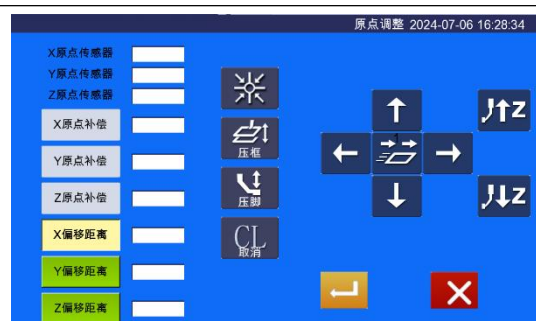 原点调整 2024-07-06 16:28:34
X原点传感器
Y原点传感器
Z原点传感器
X原点补偿
Y原点补偿
Z原点补偿
X偏移距离
Y偏移距离
Z偏移距离
压框
压脚
CL
取消
1
Z
Z